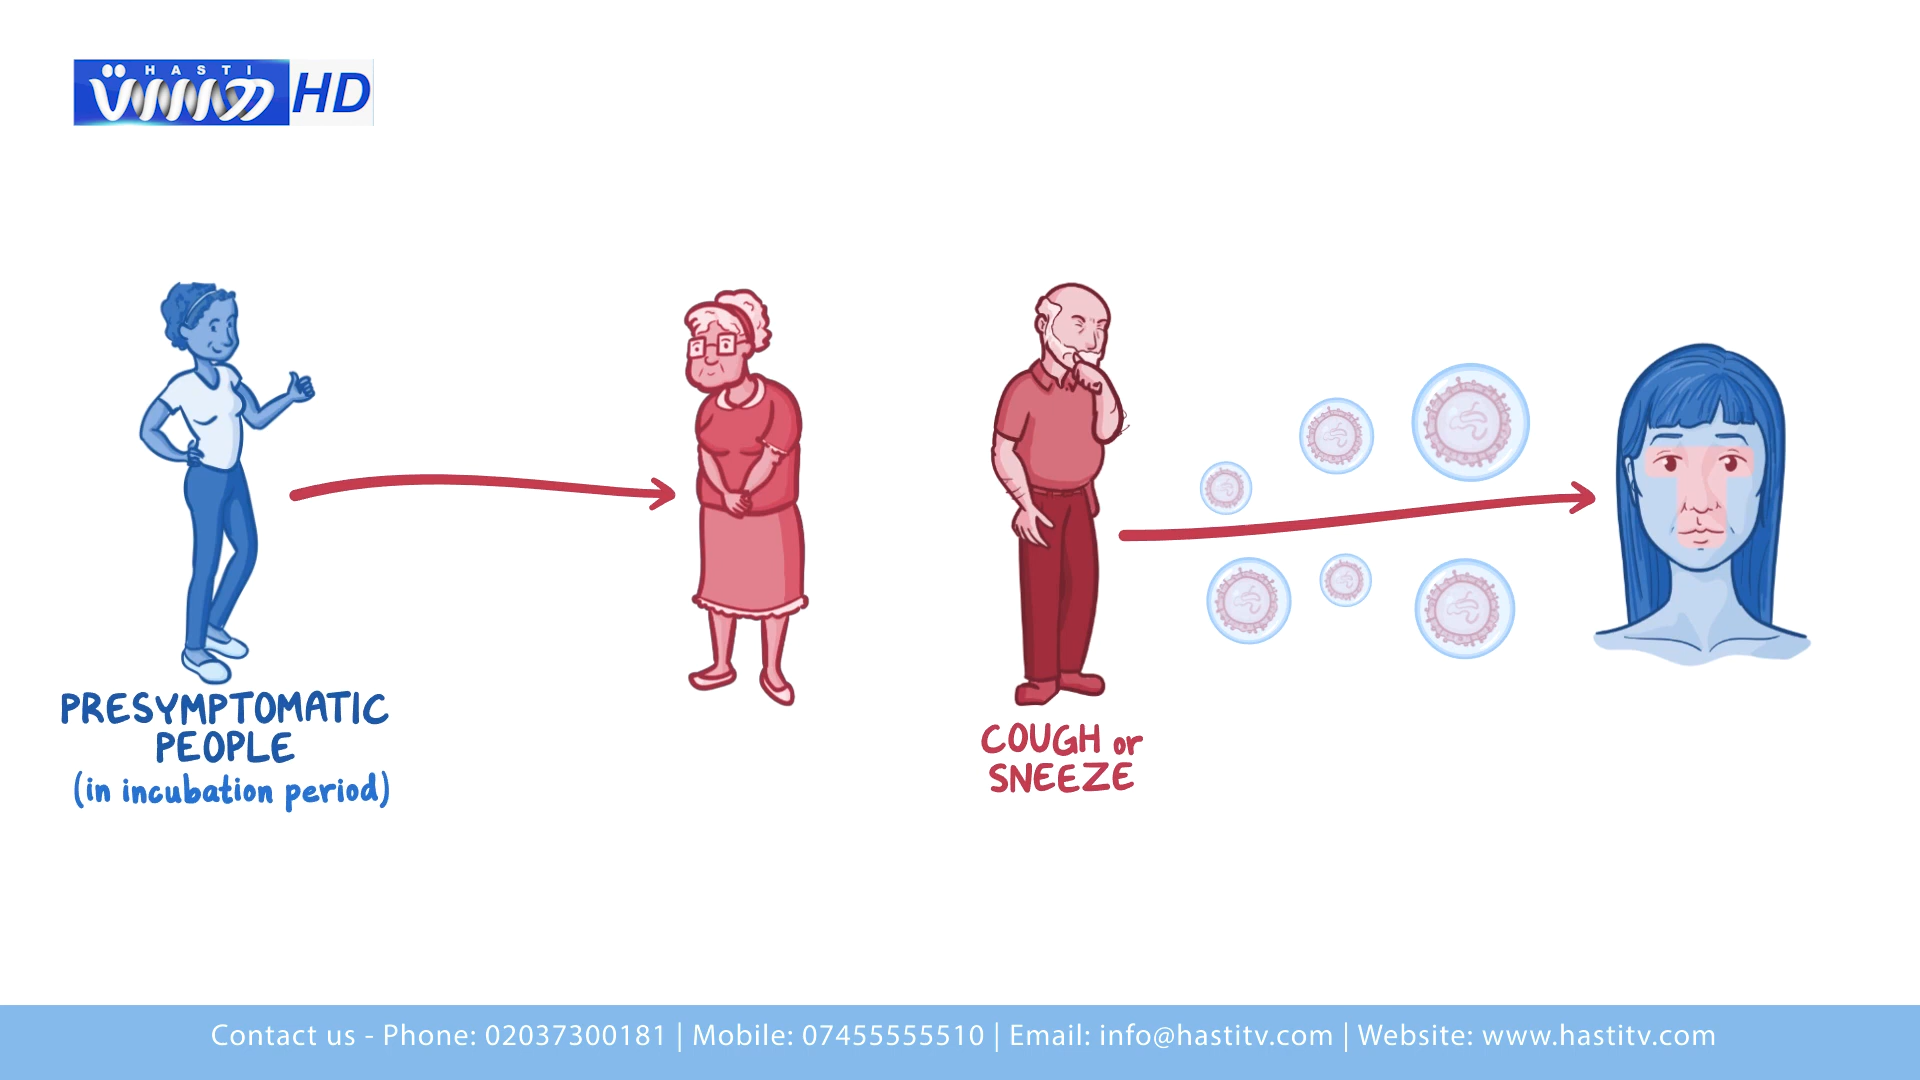 HASTI
هستی HD
PRESYMPTOMATIC
PEOPLE
(in incubation period)
COUGH or
SNEEZE
Contact us - Phone: 02037300181 | Mobile: 07455555510 | Email: info@hastitv.com | Website: www.hastitv.com